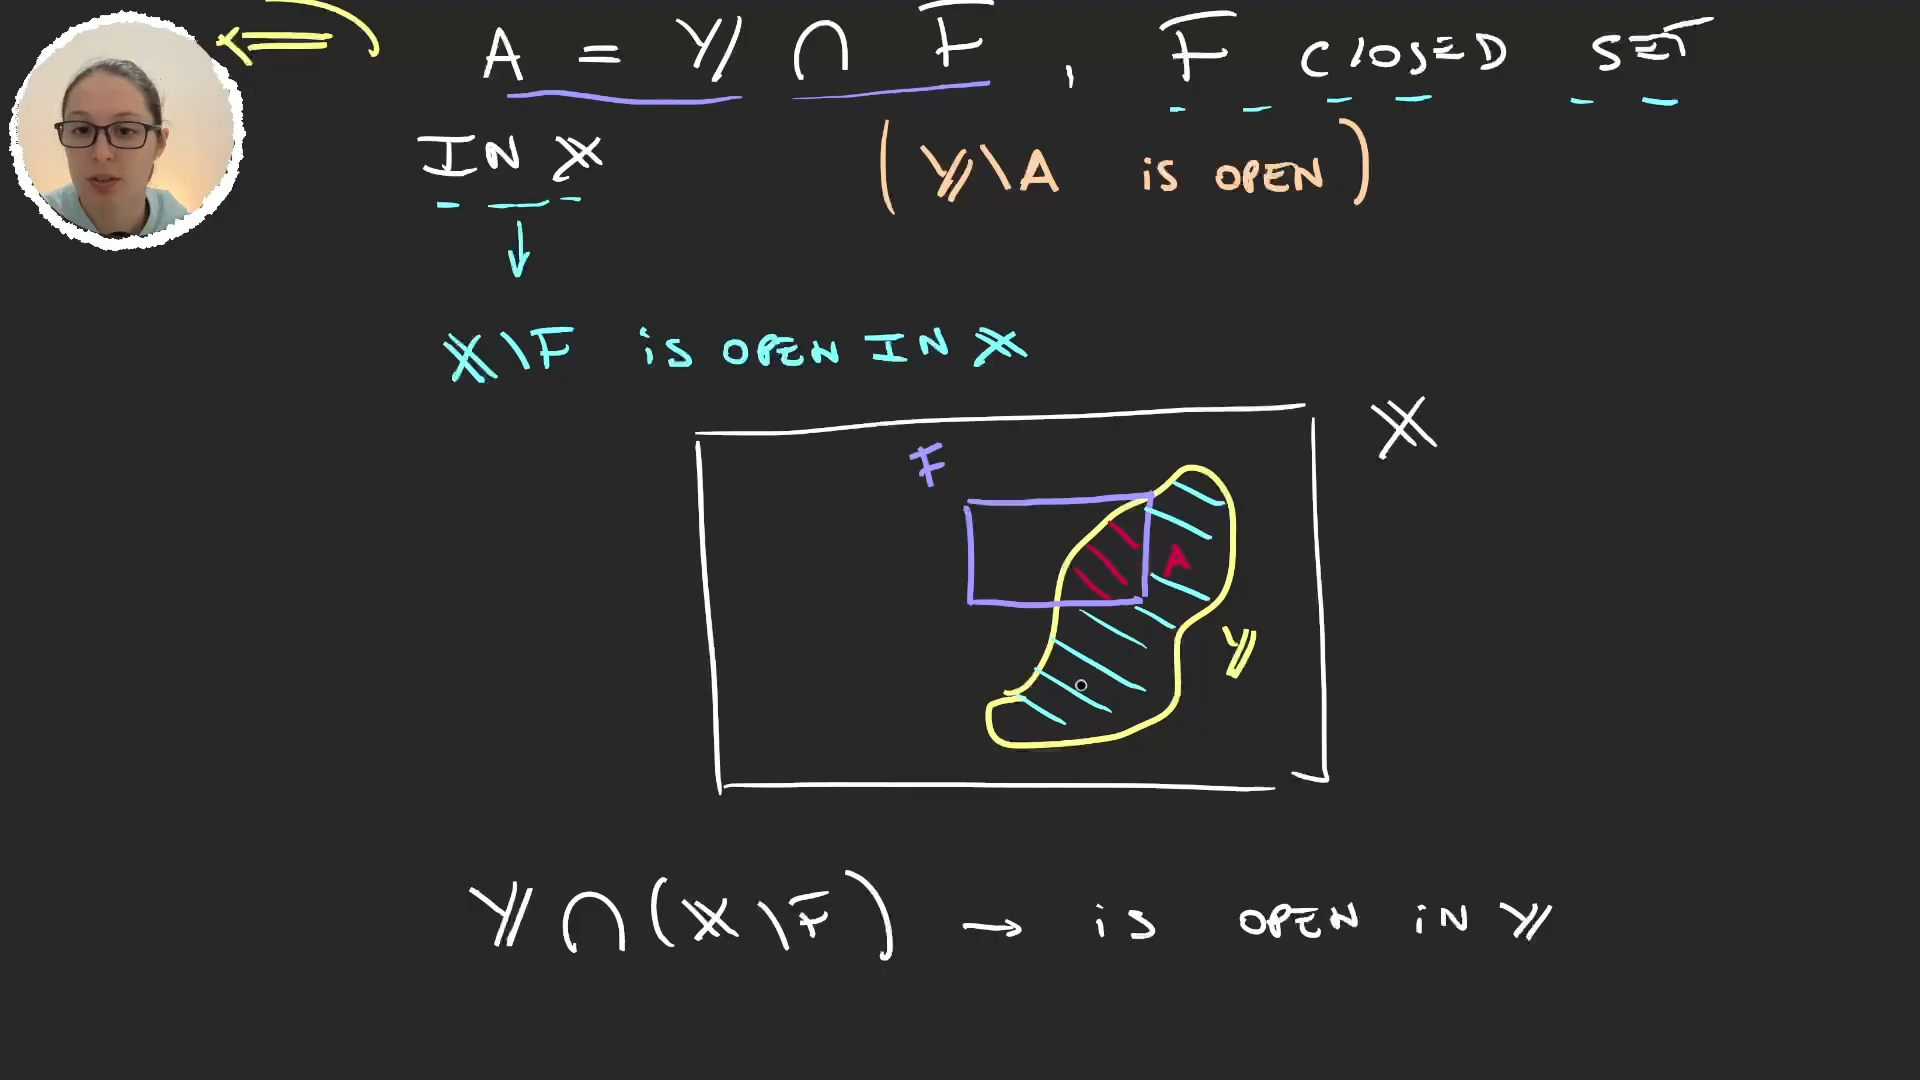 A = Y ∩ F , F CLOSED SET
IN X
(Y\A is OPEN)
X\F is OPEN IN X
X
F
A
Y
Y ∩ (X\F) → is OPEN iN Y